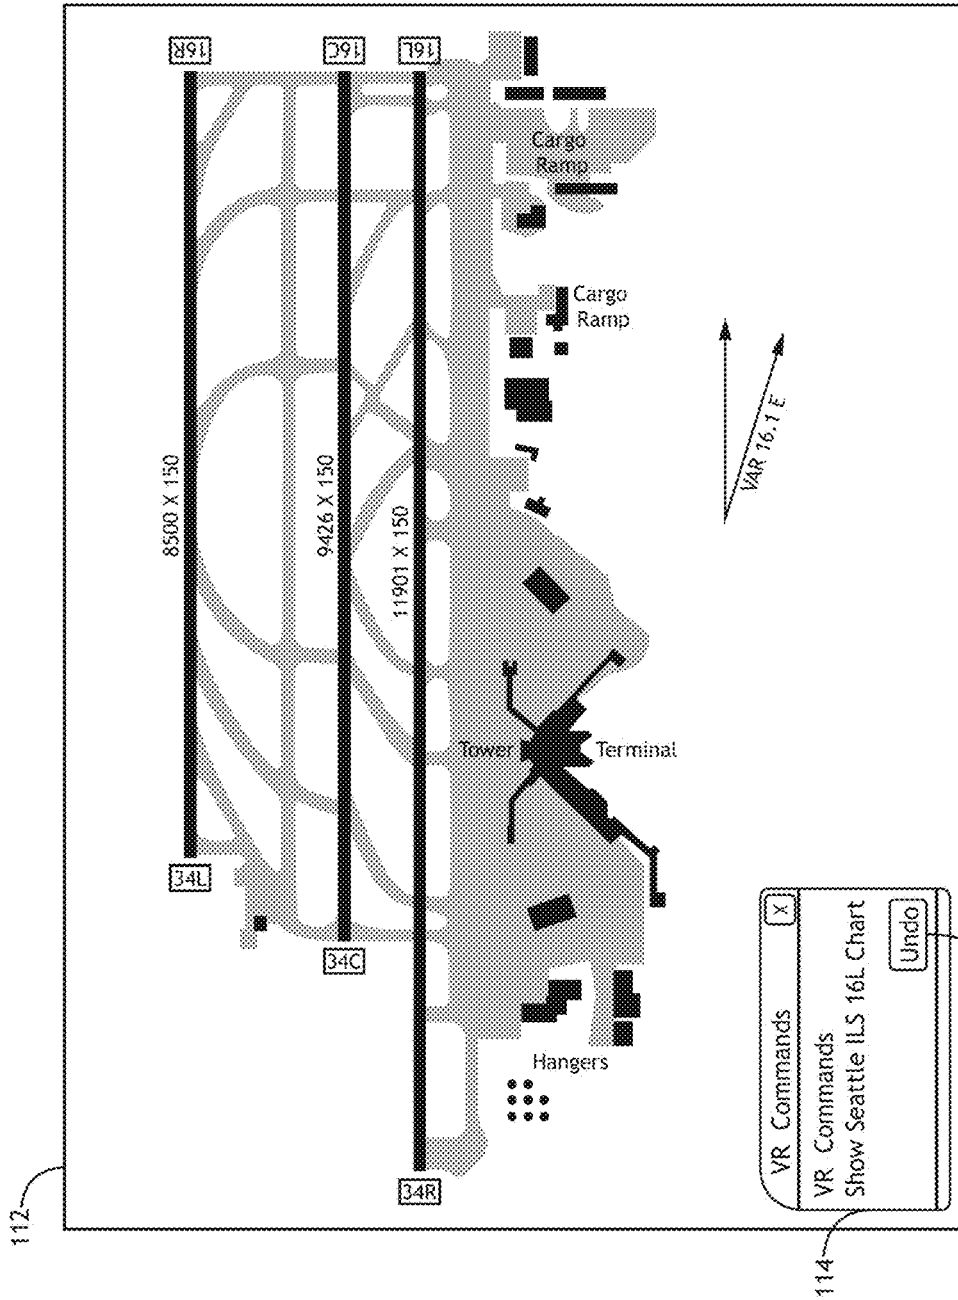 112
16R
16C
16L
8500 X 150
9426 X 150
11901 X 150
34L
34C
34R
Cargo
Ramp
Cargo
Ramp
VAR 16.1 E
Tower
Terminal
Hangers
VR Commands
X
VR Commands
Show Seattle ILS 16L Chart
Undo
114